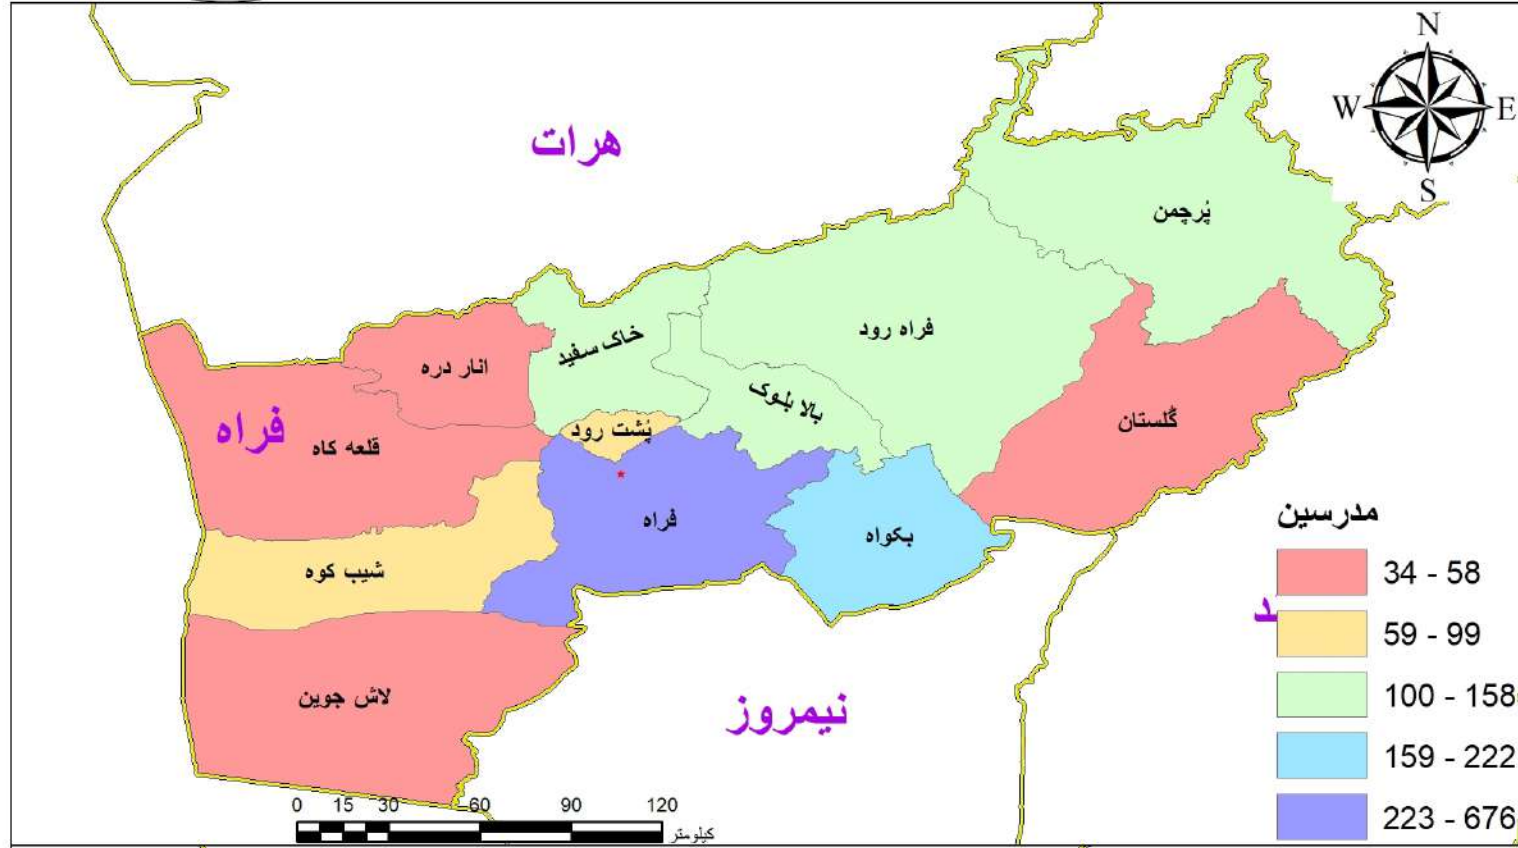 N
W
E
S
هرات
پُرچمن
فراه رود
خاک سفید
انار دره
بالا بلوک
گلستان
پُشت رود
فراه
قلعه کاه
فراه
بکواه
شیب کوه
لاش جوین
نیمروز
مدرسین
34 - 58
59 - 99
100 - 158
159 - 222
223 - 676
د
0 15 30 60 90 120
کیلومتر